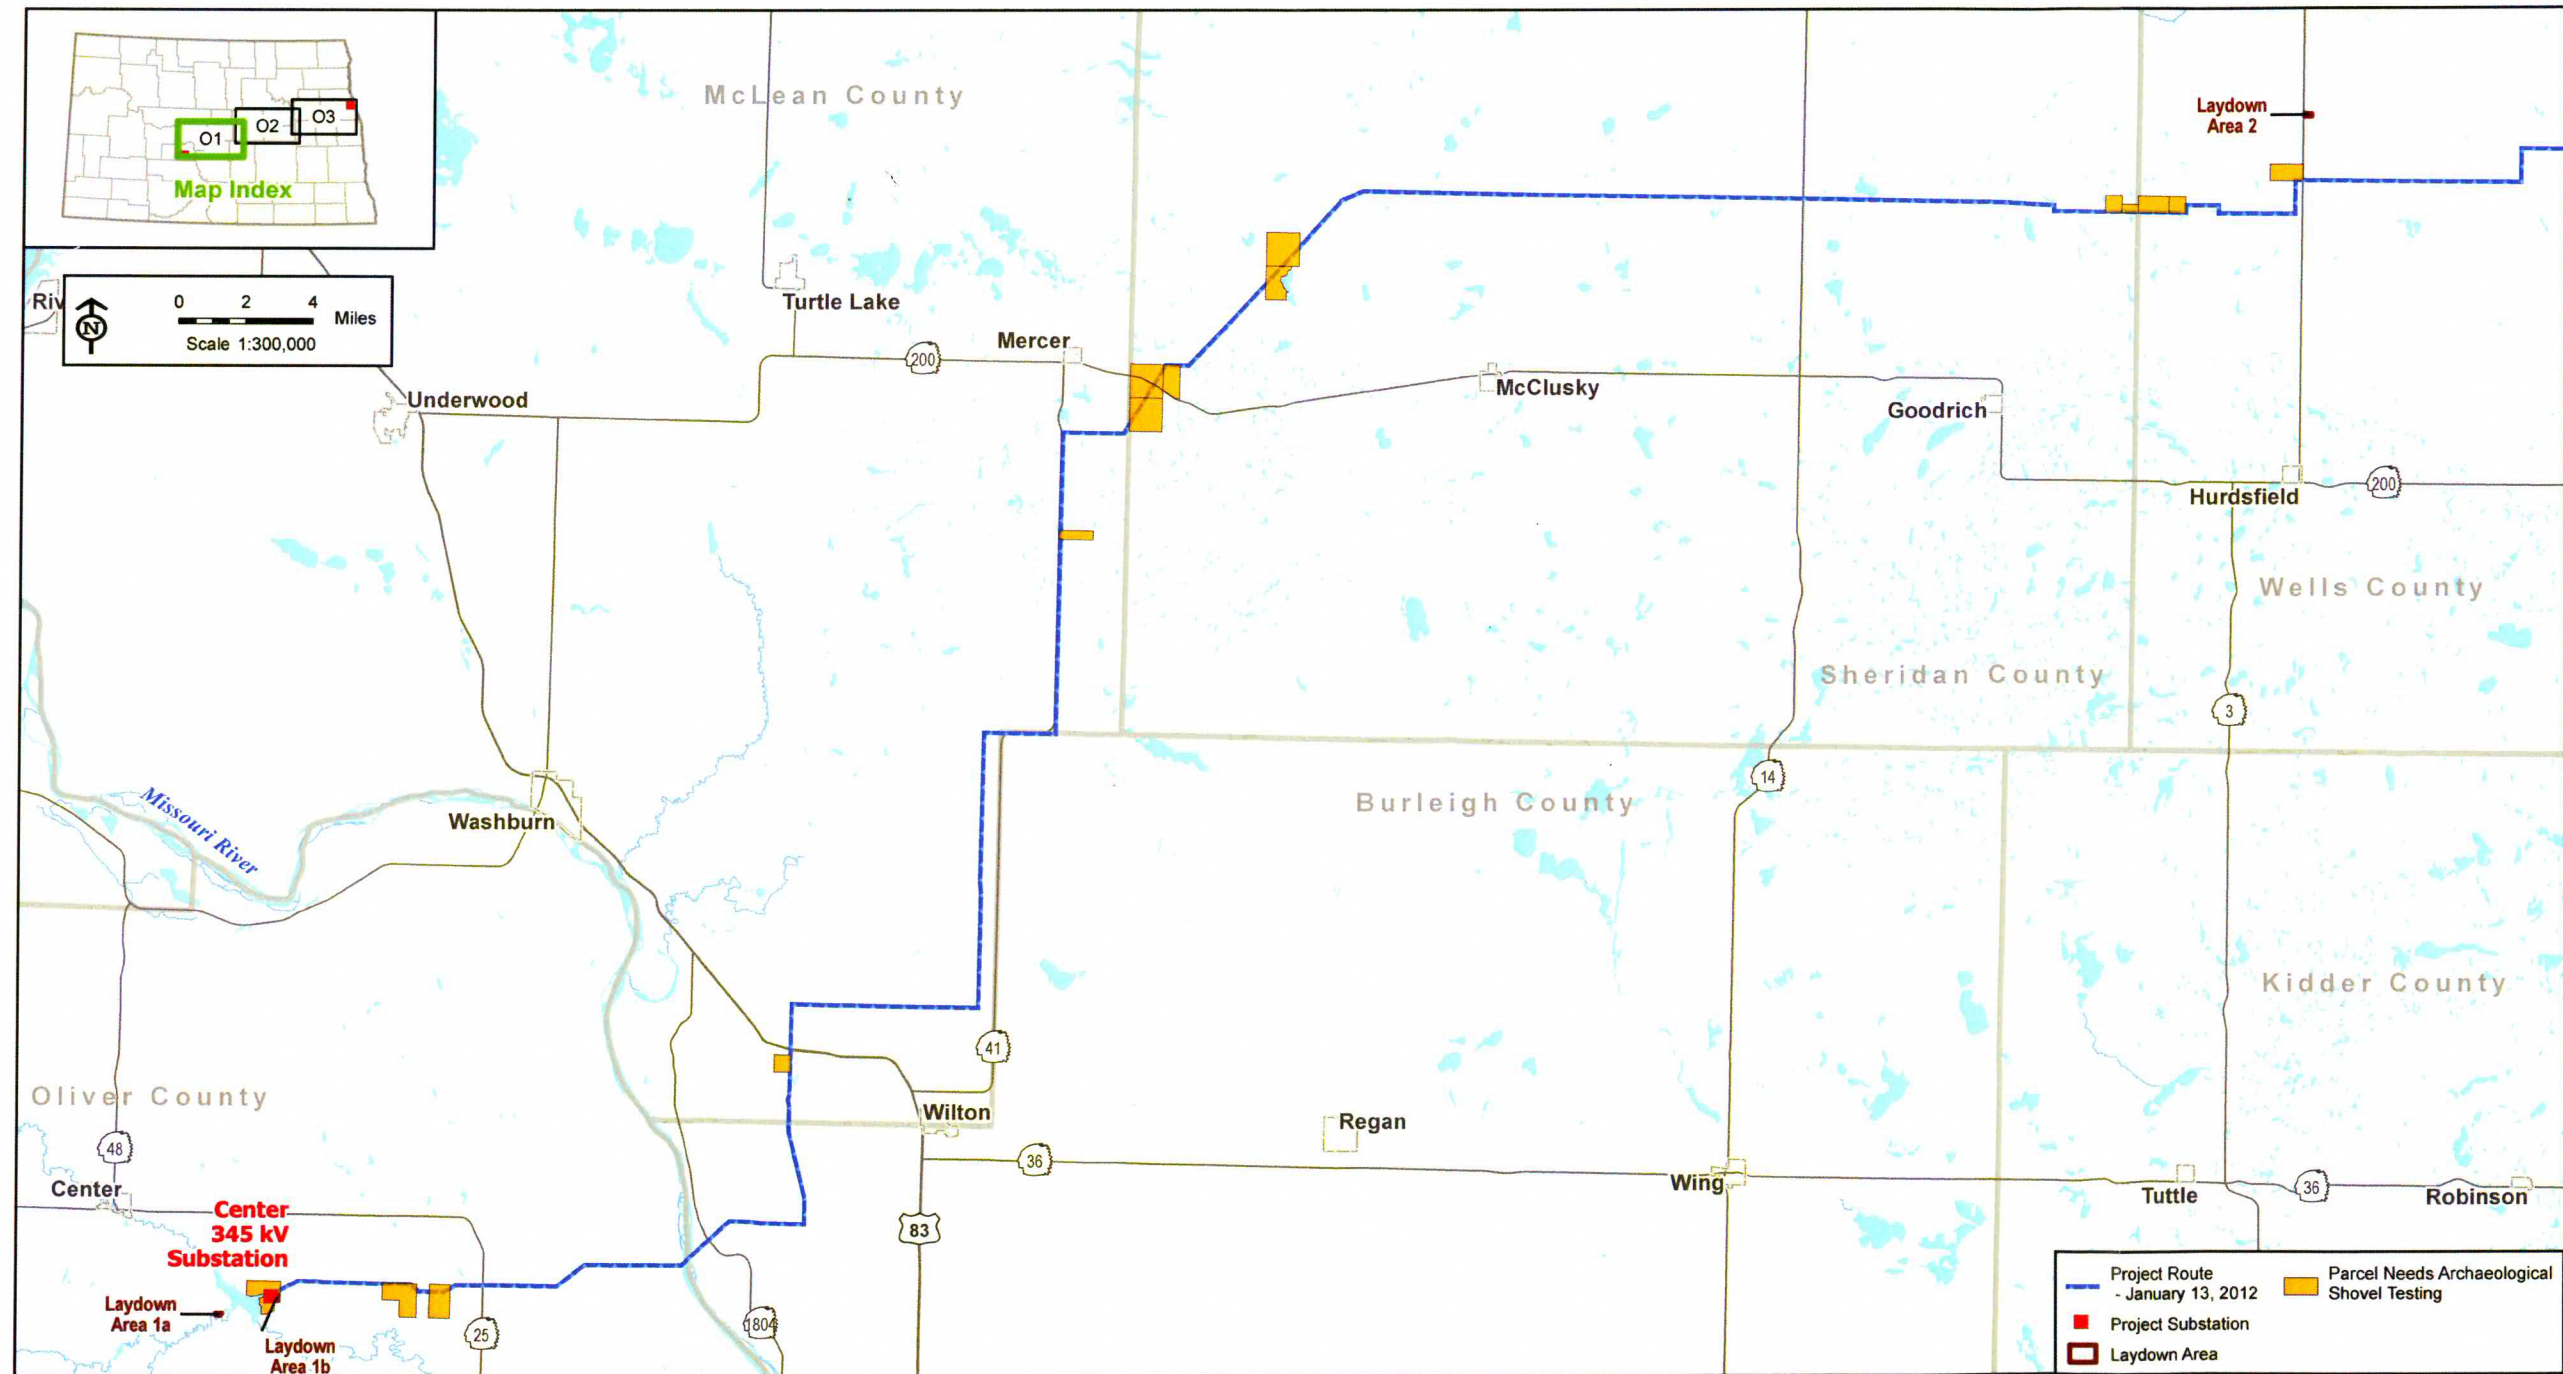 O1
O2
O3
Map Index
0 2 4
Miles
N
Scale 1:300,000
Riv
McLean County
Turtle Lake
Mercer
200
Underwood
McClusky
Goodrich
Laydown
Area 2
Hurdsfield
200
Wells County
Sheridan County
3
14
Burleigh County
Missouri River
Washburn
Kidder County
41
Oliver County
Wilton
Regan
48
36
Center
Wing
Tuttle
36
Robinson
83
Center
345 kV
Substation
Laydown
Area 1a
Laydown
Area 1b
25
1804
Project Route
- January 13, 2012
Project Substation
Laydown Area
Parcel Needs Archaeological
Shovel Testing